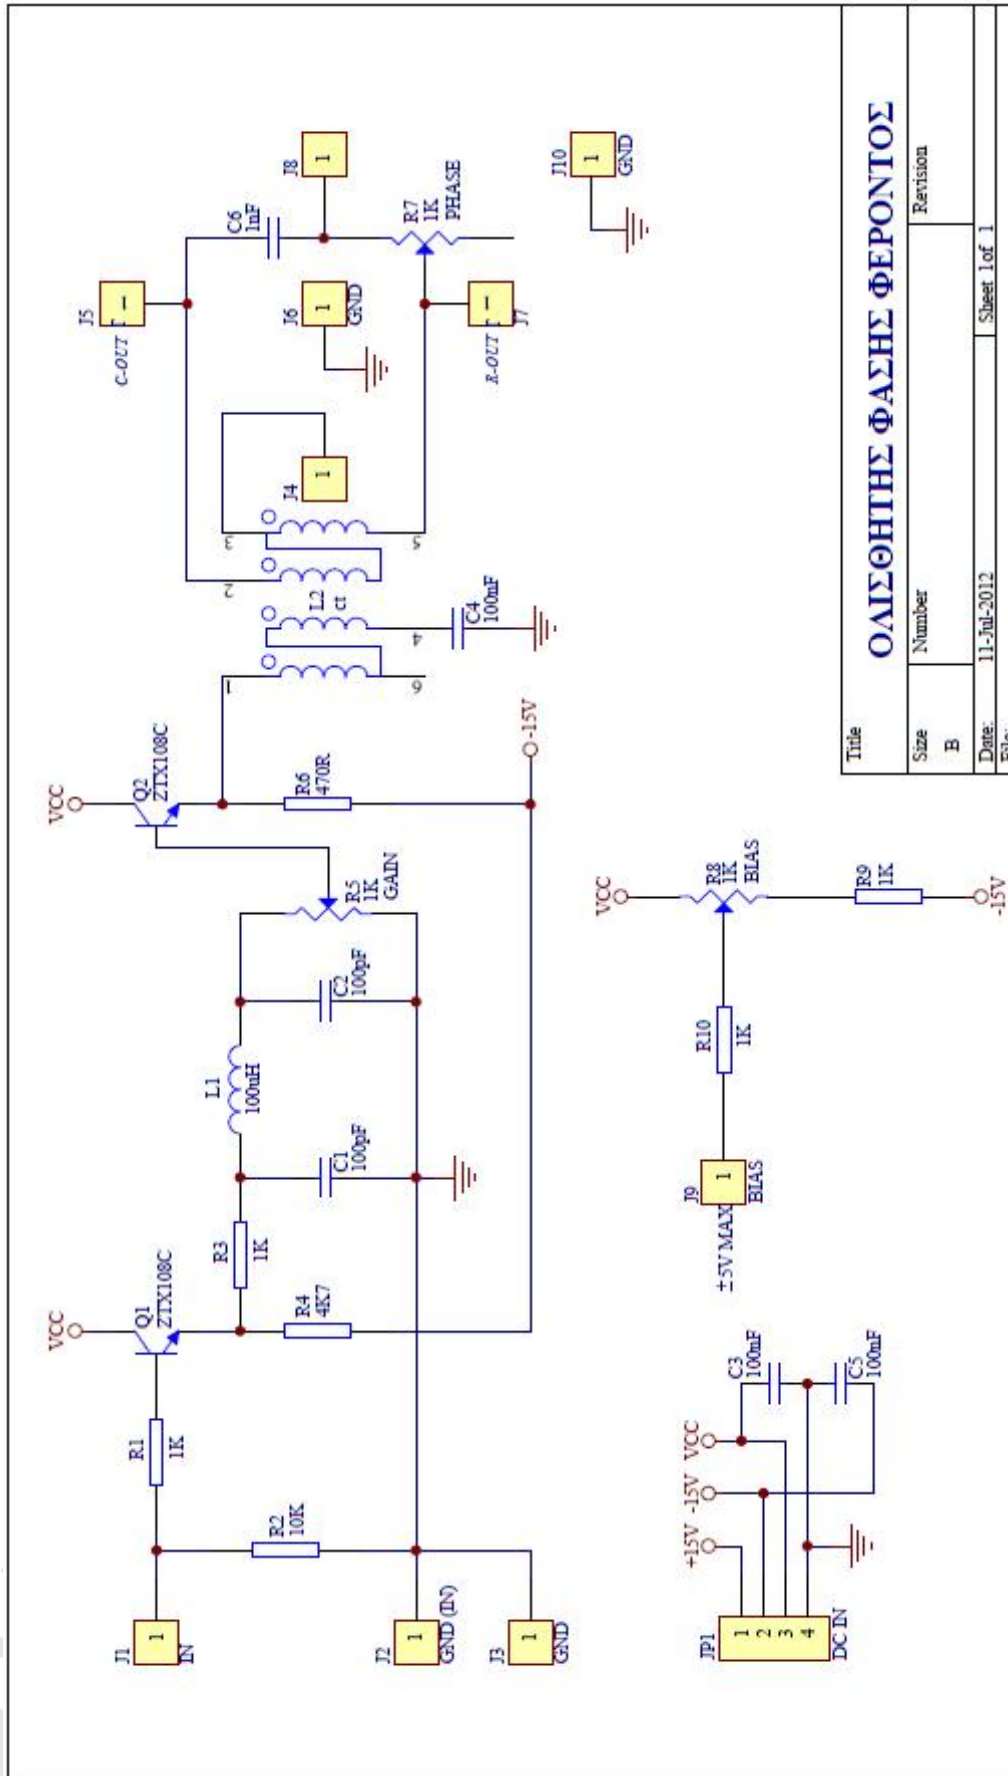 VCC
Q1
ZTX108C
VCC
Q2
ZTX108C
J5
1
C-OUT T
C6
1nF
J8
1
J1
1
IN
R1
1K
R2
10K
R3
1K
R4
4K7
L1
100uH
C1
100pF
C2
100pF
R5
1K
GAIN
R6
470R
1
2
3
6
4
5
L2
ct
J4
1
J6
1
GND
R7
1K
PHASE
C4
100nF
J7
1
R-OUT T
J2
1
GND (IN)
J3
1
GND
-15V
J10
1
GND
JP1
1
2
3
4
DC IN
+15V
-15V
VCC
C3
100nF
C5
100nF
J9
1
BIAS
±5V MAX
R10
1K
VCC
R8
1K
BIAS
R9
1K
-15V
Title
ΟΛΙΣΘΗΤΗΣ ΦΑΣΗΣ ΦΕΡΟΝΤΟΣ
Size
B
Number
Revision
Date:
11-Jul-2012
Sheet 1 of 1
File: